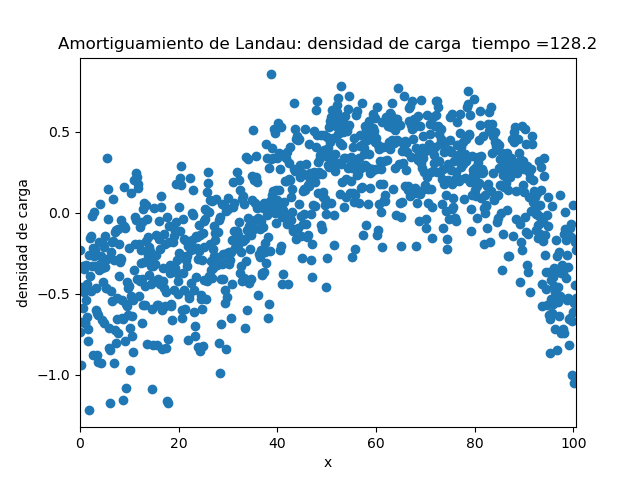 Amortiguamiento de Landau: densidad de carga  tiempo =128.2
densidad de carga
0.5
0.0
−0.5
−1.0
0 20 40 60 80 100
x